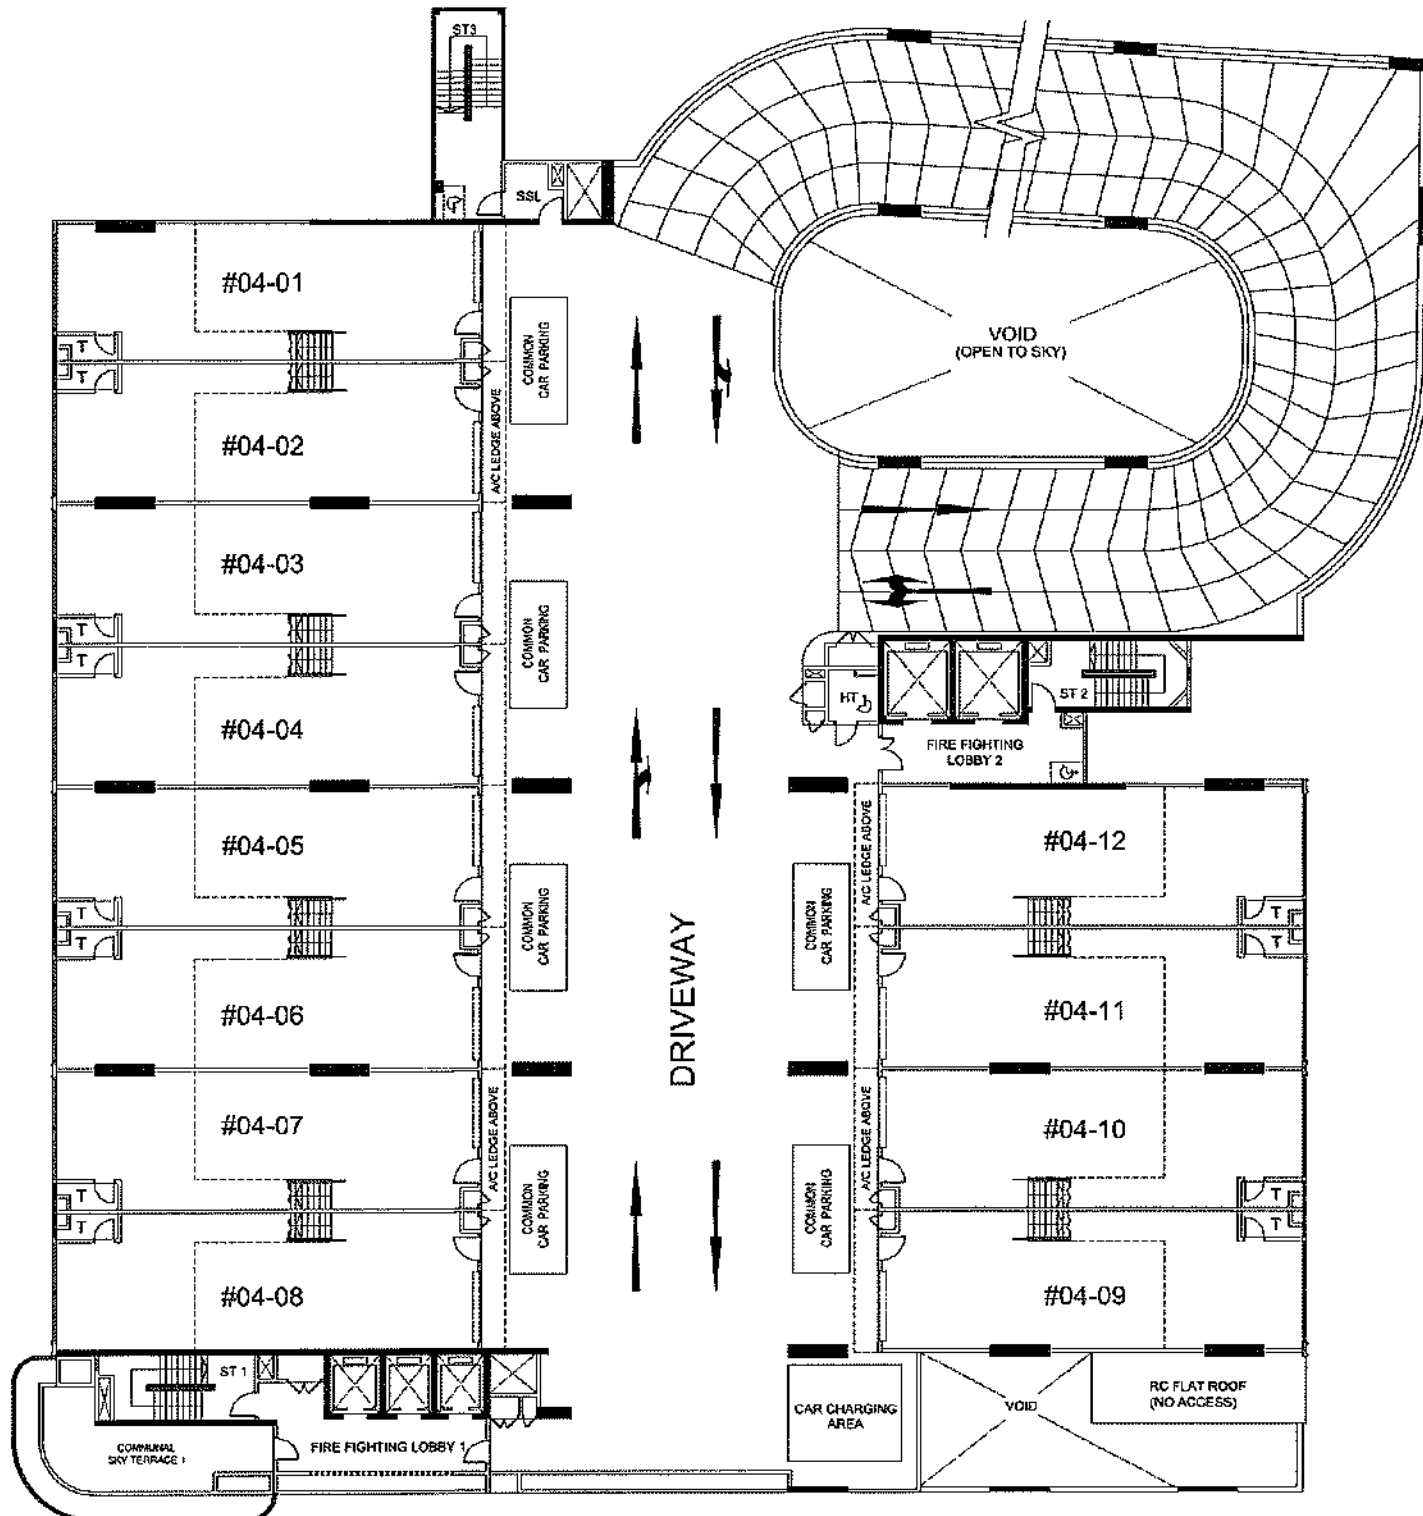 ST3
SSL
#04-01
T
T
COMMON
CAR PARKING
VOID
(OPEN TO SKY)
A/C LEDGE ABOVE
#04-02
#04-03
T
T
COMMON
CAR PARKING
HT
ST 2
#04-04
FIRE FIGHTING
LOBBY 2
#04-05
#04-12
A/C LEDGE ABOVE
T
T
COMMON
CAR PARKING
COMMON
CAR PARKING
T
T
DRIVEWAY
#04-06
#04-11
#04-07
#04-10
A/C LEDGE ABOVE
A/C LEDGE ABOVE
T
T
COMMON
CAR PARKING
COMMON
CAR PARKING
T
T
#04-08
#04-09
ST 1
CAR CHARGING
AREA
VOID
RC FLAT ROOF
(NO ACCESS)
COMMUNAL
SKY TERRACE 1
FIRE FIGHTING LOBBY 1